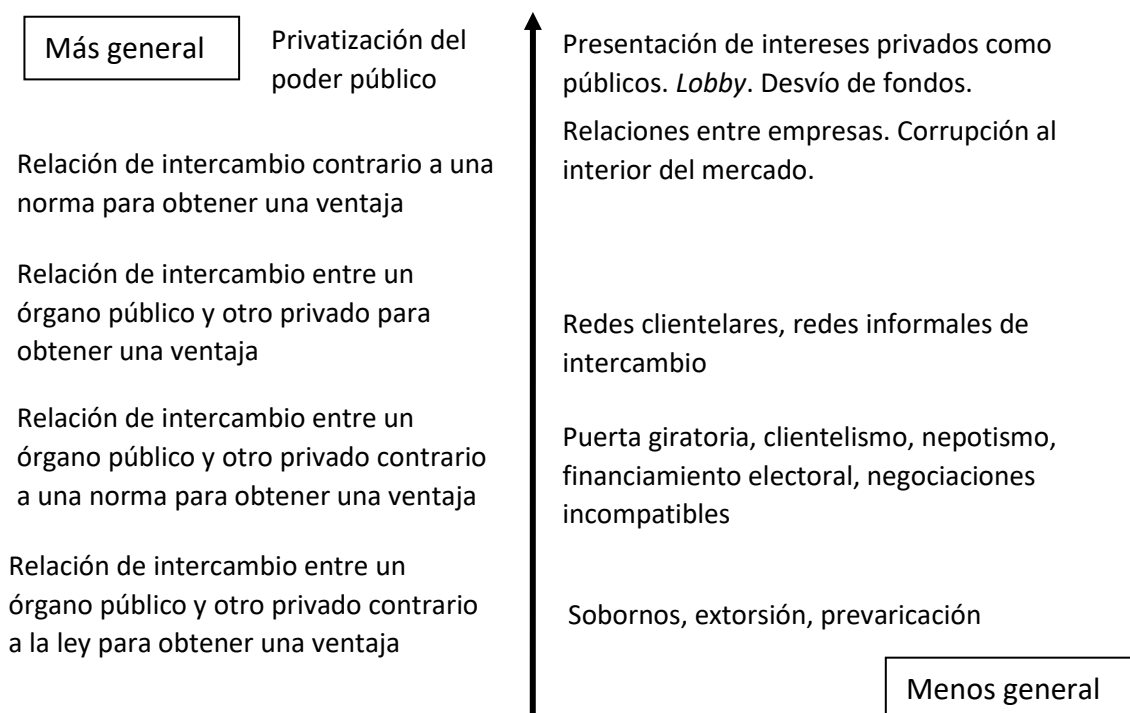 Más general
Privatización del
poder público
Presentación de intereses privados como
públicos. Lobby. Desvío de fondos.
Relación de intercambio contrario a una
norma para obtener una ventaja
Relaciones entre empresas. Corrupción al
interior del mercado.
Relación de intercambio entre un
órgano público y otro privado para
obtener una ventaja
Redes clientelares, redes informales de
intercambio
Relación de intercambio entre un
órgano público y otro privado contrario
a una norma para obtener una ventaja
Puerta giratoria, clientelismo, nepotismo,
financiamiento electoral, negociaciones
incompatibles
Relación de intercambio entre un
órgano público y otro privado contrario
a la ley para obtener una ventaja
Sobornos, extorsión, prevaricación
Menos general